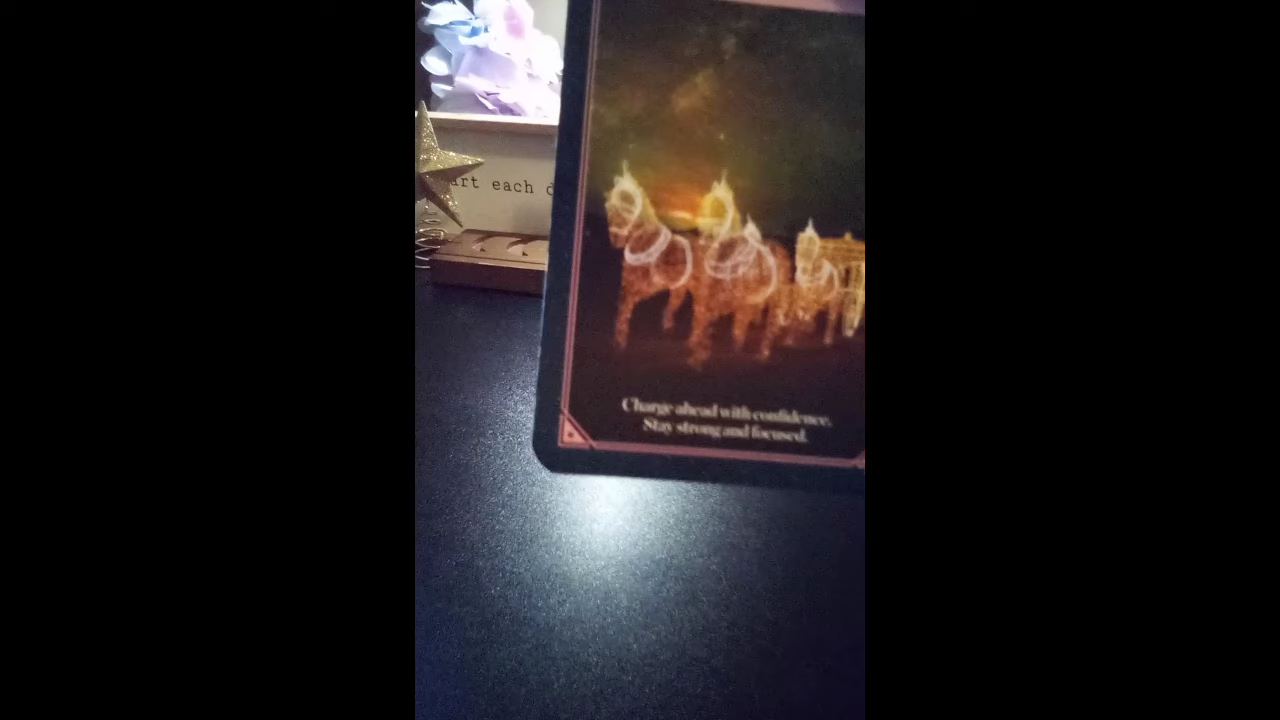 art each d
Charge ahead with confidence.
Stay strong and focused.